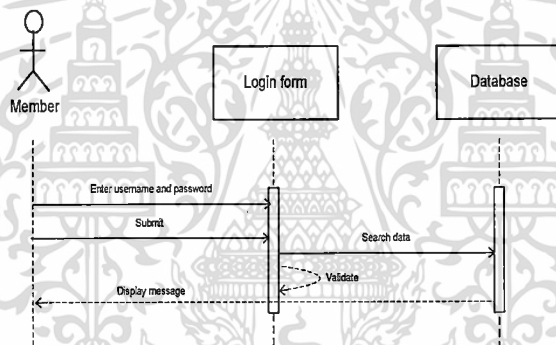 Member
Login form
Database
Enter username and password
Submit
Search data
Validate
Display message